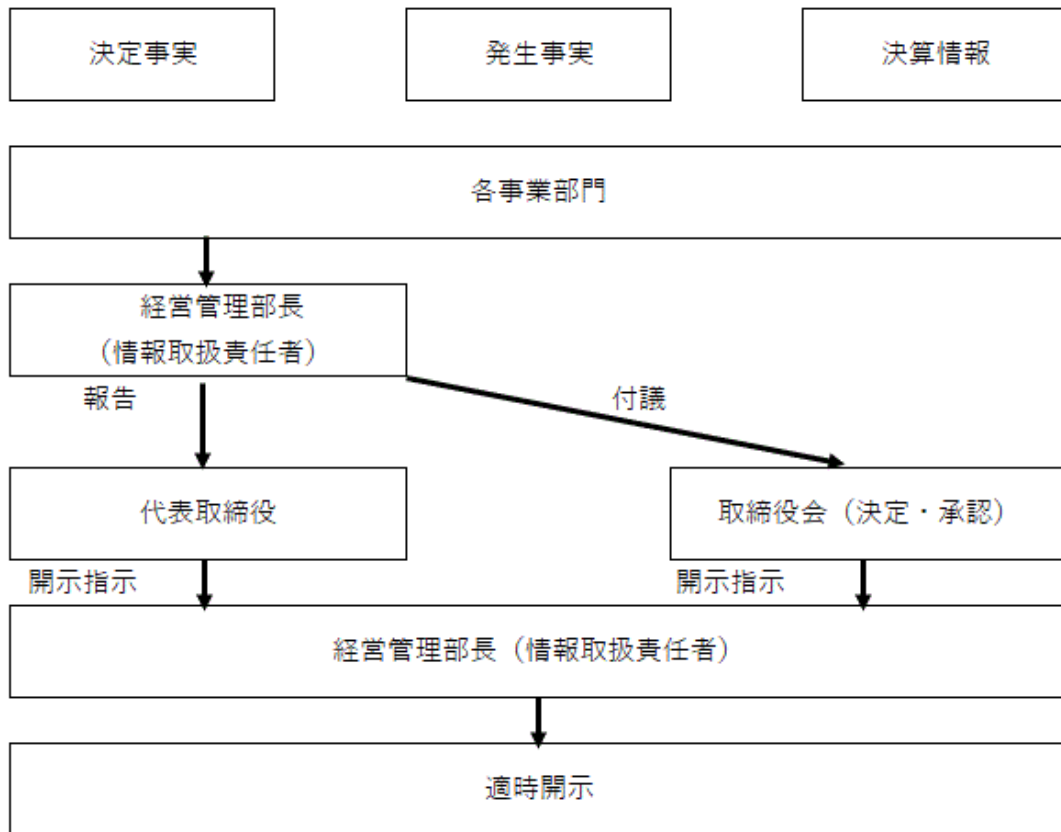 決定事実
発生事実
決算情報
各事業部門
経営管理部長
（情報取扱責任者）
報告
付議
代表取締役
取締役会（決定・承認）
開示指示
開示指示
経営管理部長（情報取扱責任者）
適時開示